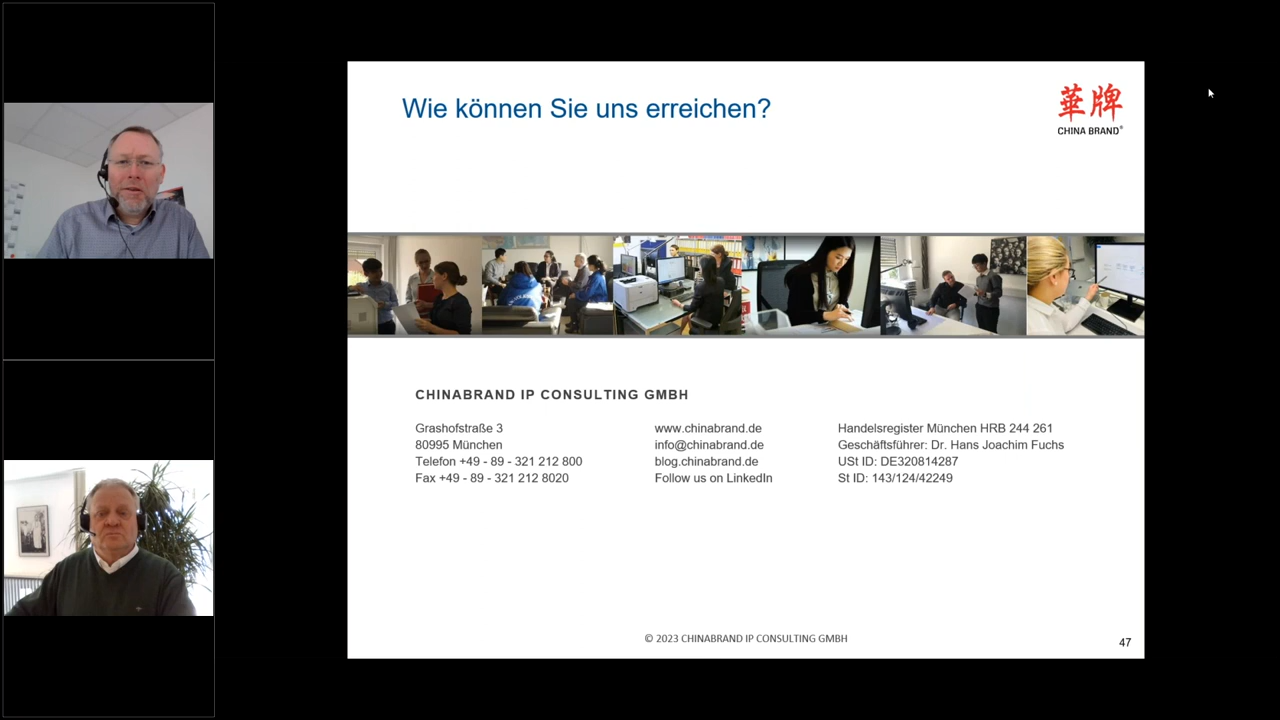 Wie können Sie uns erreichen?
華牌
CHINA BRAND®
CHINABRAND IP CONSULTING GMBH
Grashofstraße 3
80995 München
Telefon +49 - 89 - 321 212 800
Fax +49 - 89 - 321 212 8020
www.chinabrand.de
info@chinabrand.de
blog.chinabrand.de
Follow us on LinkedIn
Handelsregister München HRB 244 261
Geschäftsführer: Dr. Hans Joachim Fuchs
USt ID: DE320814287
St ID: 143/124/42249
© 2023 CHINABRAND IP CONSULTING GMBH
47